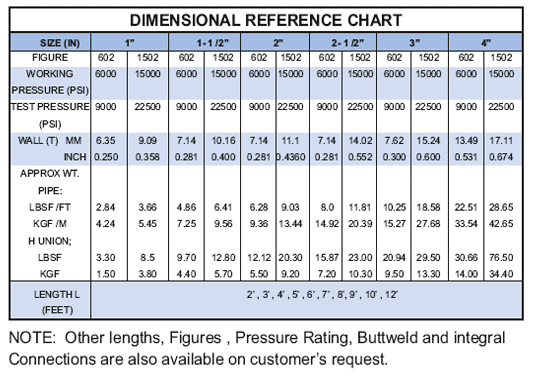 DIMENSIONAL REFERENCE CHART
SIZE (IN) 1" 1- 1 /2" 2" 2- 1/2" 3" 4"
FIGURE 602 1502 602 1502 602 1502 602 1502 602 1502 602 1502
WORKING 6000 15000 6000 15000 6000 15000 6000 15000 6000 15000 6000 15000
PRESSURE (PSI)
TEST PRESSURE 9000 22500 9000 22500 9000 22500 9000 22500 9000 22500 9000 22500
(PSI)
WALL (T) MM 6.35 9.09 7.14 10.16 7.14 11.1 7.14 14.02 7.62 15.24 13.49 17.11
INCH 0.250 0.358 0.281 0.400 0.281 0.4360 0.281 0.552 0.300 0.600 0.531 0.674
APPROX WT.
PIPE:
LBSF /FT 2.84 3.66 4.86 6.41 6.28 9.03 8.0 11.81 10.25 18.58 22.51 28.65
KGF /M 4.24 5.45 7.25 9.56 9.36 13.44 14.92 20.39 15.27 27.68 33.54 42.65
H UNION;
LBSF 3.30 8.5 9.70 12.80 12.12 20.30 15.87 23.00 20.94 29.50 30.66 76.50
KGF 1.50 3.80 4.40 5.70 5.50 9.20 7.20 10.30 9.50 13.30 14.00 34.40
LENGTH L 2' , 3' , 4' , 5' , 6' , 7' , 8', 9' , 10' , 12'
(FEET)
NOTE: Other lengths, Figures , Pressure Rating, Buttweld and integral
Connections are also available on customer's request.